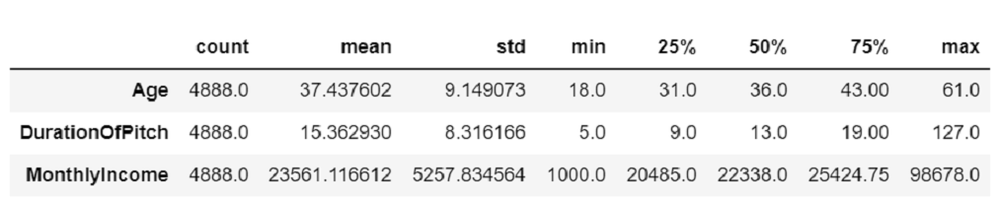 count mean std min 25% 50% 75% max
Age 4888.0 37.437602 9.149073 18.0 31.0 36.0 43.00 61.0
DurationOfPitch 4888.0 15.362930 8.316166 5.0 9.0 13.0 19.00 127.0
MonthlyIncome 4888.0 23561.116612 5257.834564 1000.0 20485.0 22338.0 25424.75 98678.0